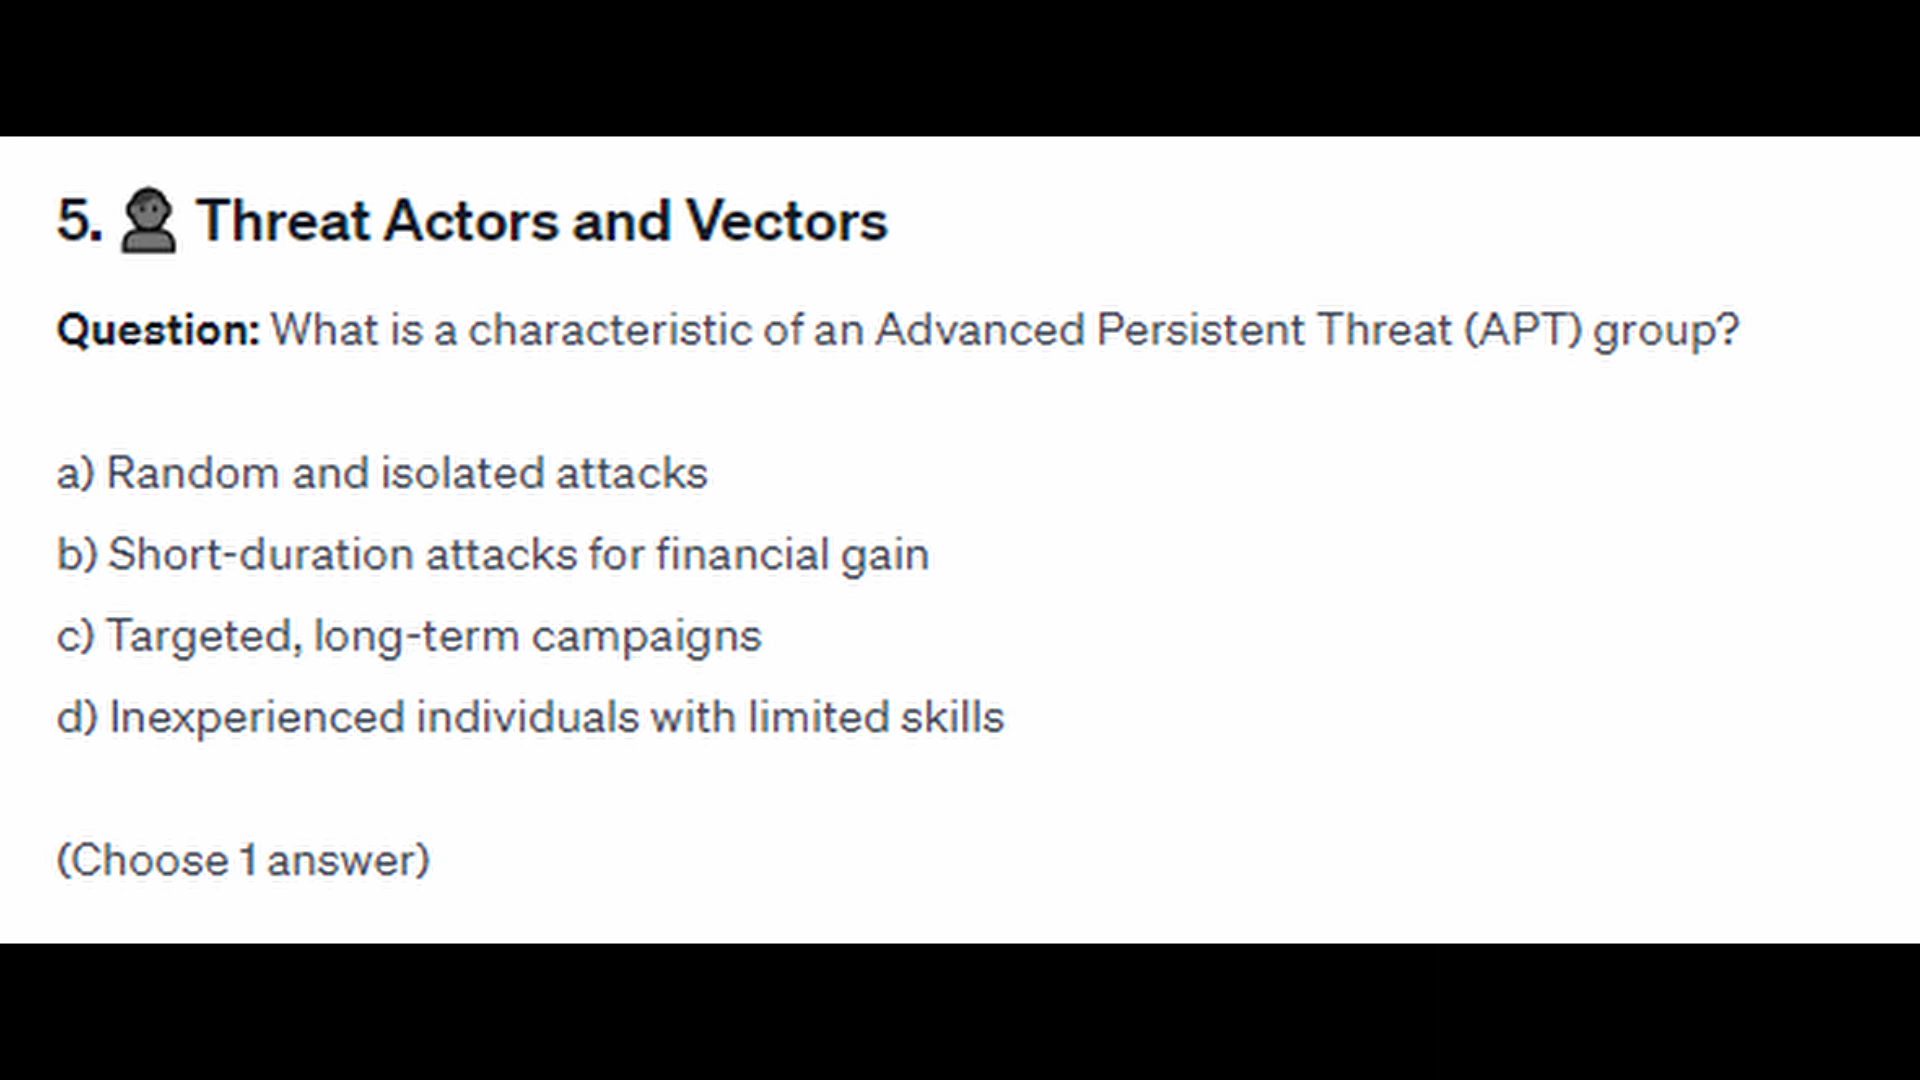 5. 👤 Threat Actors and Vectors
Question: What is a characteristic of an Advanced Persistent Threat (APT) group?
a) Random and isolated attacks
b) Short-duration attacks for financial gain
c) Targeted, long-term campaigns
d) Inexperienced individuals with limited skills
(Choose 1 answer)